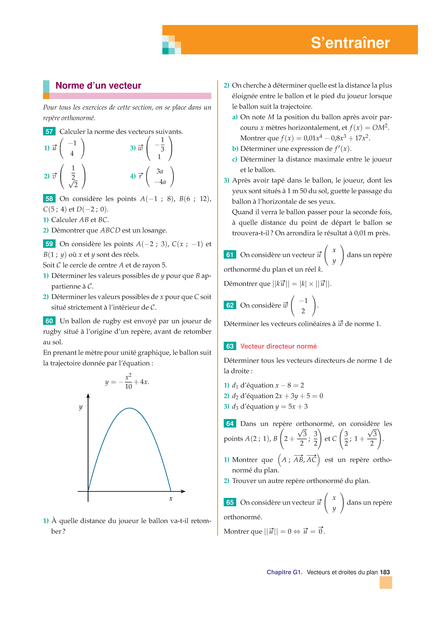 S'entraîner
Norme d'un vecteur
Pour tous les exercices de cette section, on se place dans un
repère orthonormé.
57 Calculer la norme des vecteurs suivants.
1) \vec{u} \begin{pmatrix} -1 \\ 4 \end{pmatrix}
3) \vec{w} \begin{pmatrix} -\frac{1}{3} \\ 1 \end{pmatrix}
2) \vec{v} \begin{pmatrix} \frac{1}{2} \\ \sqrt{2} \end{pmatrix}
4) \vec{r} \begin{pmatrix} 3a \\ -4a \end{pmatrix}
58 On considère les points A(−1 ; 8), B(6 ; 12),
C(5 ; 4) et D(−2 ; 0).
1) Calculer AB et BC.
2) Démontrer que ABCD est un losange.
59 On considère les points A(−2 ; 3), C(x ; −1) et
B(1 ; y) où x et y sont des réels.
Soit C le cercle de centre A et de rayon 5.
1) Déterminer les valeurs possibles de y pour que B ap-
partienne à C.
2) Déterminer les valeurs possibles de x pour que C soit
situé strictement à l'intérieur de C.
60 Un ballon de rugby est envoyé par un joueur de
rugby situé à l'origine d'un repère, avant de retomber
au sol.
En prenant le mètre pour unité graphique, le ballon suit
la trajectoire donnée par l'équation :
y = −\frac{x^2}{10} + 4x.
y
x
1) À quelle distance du joueur le ballon va-t-il retom-
ber ?
2) On cherche à déterminer quelle est la distance la plus
éloignée entre le ballon et le pied du joueur lorsque
le ballon suit la trajectoire.
a) On note M la position du ballon après avoir par-
couru x mètres horizontalement, et f(x) = OM².
Montrer que f(x) = 0,01x⁴ − 0,8x³ + 17x².
b) Déterminer une expression de f′(x).
c) Déterminer la distance maximale entre le joueur
et le ballon.
3) Après avoir tapé dans le ballon, le joueur, dont les
yeux sont situés à 1 m 50 du sol, guette le passage du
ballon à l'horizontale de ses yeux.
Quand il verra le ballon passer pour la seconde fois,
à quelle distance du point de départ le ballon se
trouvera-t-il ? On arrondira le résultat à 0,01 m près.
61 On considère un vecteur \vec{u} \begin{pmatrix} x \\ y \end{pmatrix} dans un repère
orthonormé du plan et un réel k.
Démontrer que ||k\vec{u}|| = |k| × ||\vec{u}||.
62 On considère \vec{w} \begin{pmatrix} -1 \\ 2 \end{pmatrix}.
Déterminer les vecteurs colinéaires à \vec{w} de norme 1.
63 Vecteur directeur normé
Déterminer tous les vecteurs directeurs de norme 1 de
la droite :
1) d₁ d'équation x − 8 = 2
2) d₂ d'équation 2x + 3y + 5 = 0
3) d₃ d'équation y = 5x + 3
64 Dans un repère orthonormé, on considère les
points A(2 ; 1), B \left(2 + \frac{\sqrt{3}}{2} ; \frac{3}{2}\right) et C \left(\frac{3}{2} ; 1 + \frac{\sqrt{3}}{2}\right).
1) Montrer que \left(A ; \overrightarrow{AB}, \overrightarrow{AC}\right) est un repère ortho-
normé du plan.
2) Trouver un autre repère orthonormé du plan.
65 On considère un vecteur \vec{u} \begin{pmatrix} x \\ y \end{pmatrix} dans un repère
orthonormé.
Montrer que ||\vec{u}|| = 0 ⇔ \vec{u} = \vec{0}.
Chapitre G1. Vecteurs et droites du plan 183